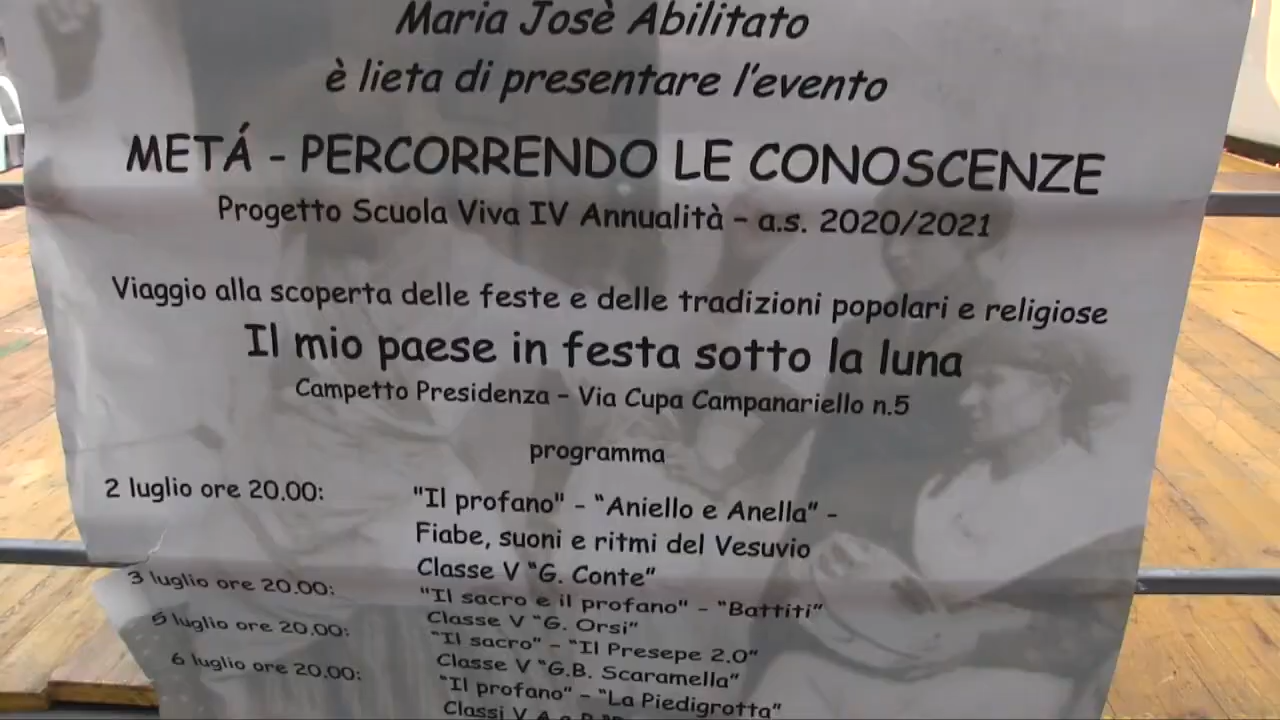 Maria Josè Abilitato
è lieta di presentare l'evento
METÁ - PERCORRENDO LE CONOSCENZE
Progetto Scuola Viva IV Annualità – a.s. 2020/2021
Viaggio alla scoperta delle feste e delle tradizioni popolari e religiose
Il mio paese in festa sotto la luna
Campetto Presidenza – Via Cupa Campanariello n.5
programma
2 luglio ore 20.00: "Il profano" - "Aniello e Anella" -
Fiabe, suoni e ritmi del Vesuvio
Classe V "G. Conte"
3 luglio ore 20.00: "Il sacro e il profano" - "Battiti"
Classe V "G. Orsi"
5 luglio ore 20.00: "Il sacro" - "Il Presepe 2.0"
Classe V "G.B. Scaramella"
6 luglio ore 20.00: "Il profano" - "La Piedigrotta"
Classi V A e B